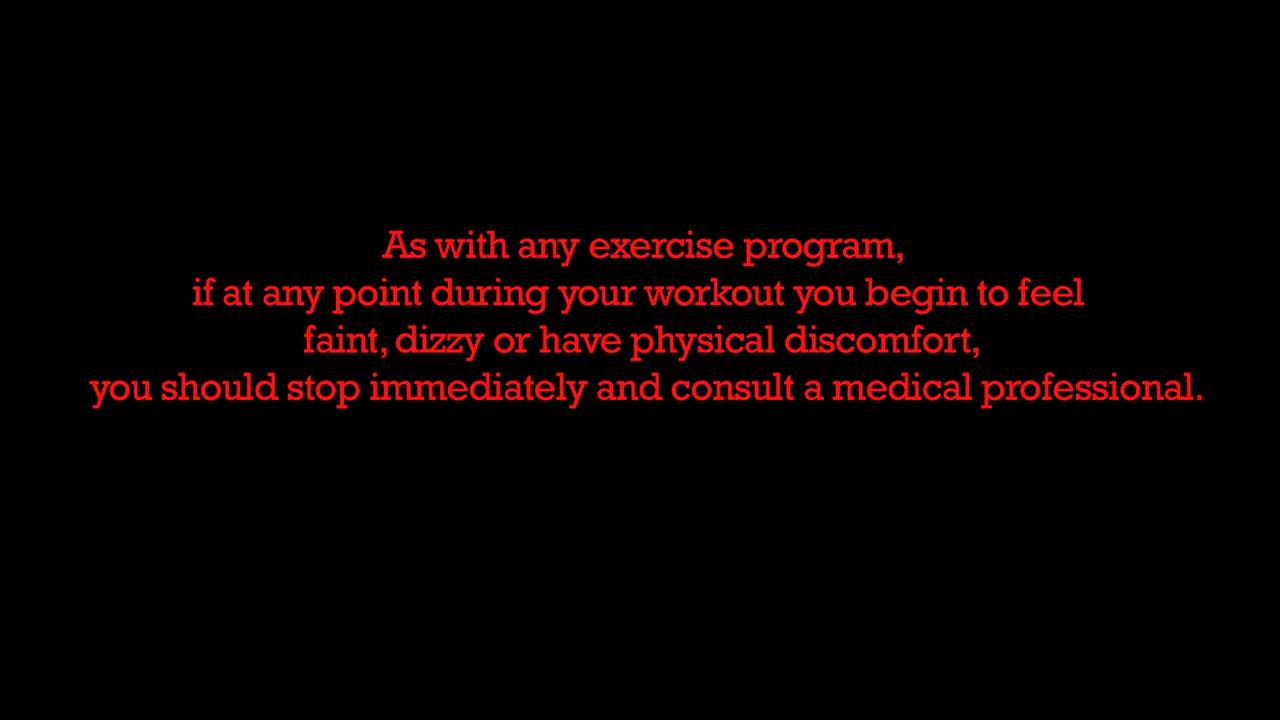 As with any exercise program,
if at any point during your workout you begin to feel
faint, dizzy or have physical discomfort,
you should stop immediately and consult a medical professional.